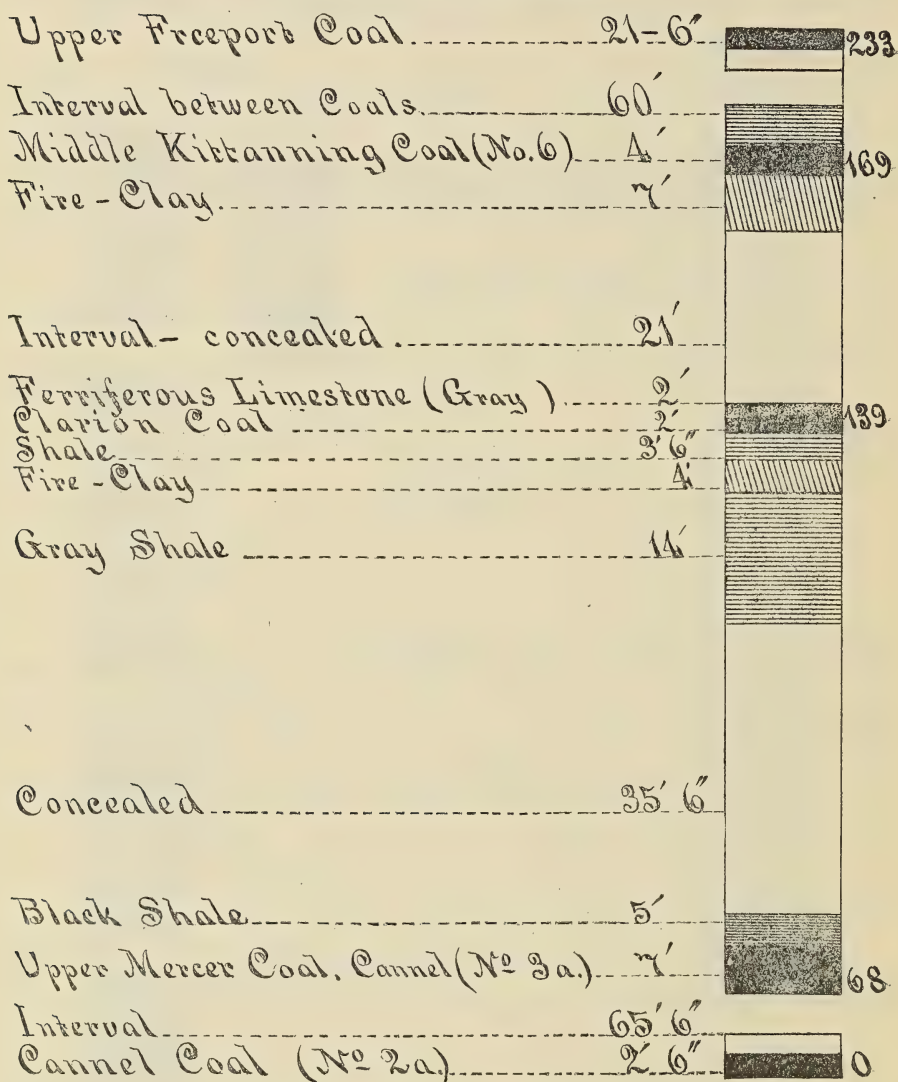 Upper Freeport Coal 21-6" 233
Interval between Coals 60'
Middle Kittanning Coal (No. 6) 4' 169
Fire-Clay 7'
Interval- concealed 21'
Ferriferous Limestone (Gray) 2'
Clarion Coal 2' 139
Shale 3' 6"
Fire-Clay 4'
Gray Shale 14'
Concealed 35' 6"
Black Shale 5'
Upper Mercer Coal, Cannel (Nº 3a.) 7' 68
Interval 65' 6"
Cannel Coal (Nº 2a.) 2' 6" 0